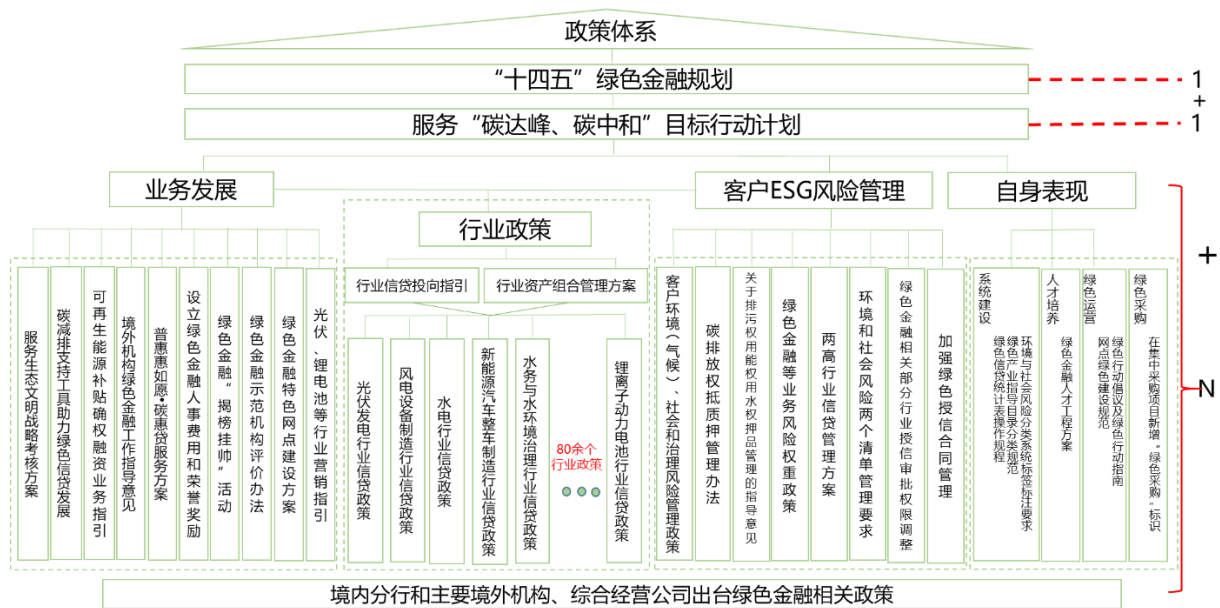 政策体系
“十四五”绿色金融规划
1
+
服务“碳达峰、碳中和”目标行动计划
1
业务发展
客户ESG风险管理
自身表现
行业政策
行业信贷投向指引
行业资产组合管理方案
服务生态文明战略考核方案
碳减排支持工具助力绿色信贷发展
可再生能源补贴确权融资业务指引
境外机构绿色金融工作指导意见
普惠惠如愿•碳惠贷服务方案
设立绿色金融人事费用和荣誉奖励
绿色金融“揭榜挂帅”活动
绿色金融示范机构评价办法
绿色金融特色网点建设方案
光伏、锂电池等行业营销指引
光伏发电行业信贷政策
风电设备制造行业信贷政策
水电行业信贷政策
新能源汽车整车制造行业信贷政策
水务与水环境治理行业信贷政策
80余个
行业政策
锂离子动力电池行业信贷政策
客户环境（气候）、社会和治理风险管理政策
碳排放权抵质押管理办法
关于排污权用能权用水权押品管理的指导意见
绿色金融等业务风险权重政策
两高行业信贷管理方案
环境和社会风险两个清单管理要求
绿色金融相关部分行业授信审批权限调整
加强绿色授信合同管理
系统建设
绿色信贷统计表操作规程
绿色产业指导目录分类规范
环境与社会风险分类系统标签标注要求
人才培养
绿色金融人才工程方案
绿色运营
网点绿色建设规范
绿色行动倡议及绿色行动指南
绿色采购
在集中采购项目新增“绿色采购”标识
+
N
境内分行和主要境外机构、综合经营公司出台绿色金融相关政策